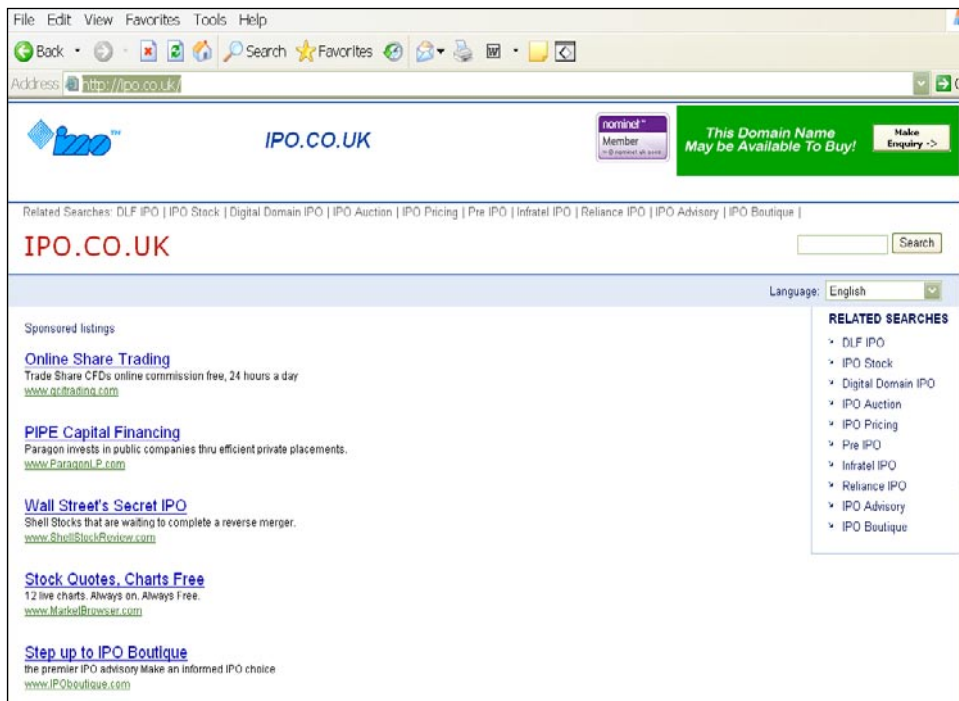 File Edit View Favorites Tools Help
Back Search Favorites W
Address http://ipo.co.uk/
imo™ IPO.CO.UK nominet™ Member This Domain Name May be Available To Buy! Make Enquiry ->
Related Searches: DLF IPO | IPO Stock | Digital Domain IPO | IPO Auction | IPO Pricing | Pre IPO | Infratel IPO | Reliance IPO | IPO Advisory | IPO Boutique |
IPO.CO.UK Search
Language: English
Sponsored listings
Online Share Trading
Trade Share CFDs online commission free, 24 hours a day
www.gcitrading.com
PIPE Capital Financing
Paragon invests in public companies thru efficient private placements.
www.ParagonLP.com
Wall Street's Secret IPO
Shell Stocks that are waiting to complete a reverse merger.
www.ShellStockReview.com
Stock Quotes, Charts Free
12 live charts. Always on. Always Free.
www.MarketBrowser.com
Step up to IPO Boutique
the premier IPO advisory Make an informed IPO choice
www.IPOboutique.com
RELATED SEARCHES
DLF IPO
IPO Stock
Digital Domain IPO
IPO Auction
IPO Pricing
Pre IPO
Infratel IPO
Reliance IPO
IPO Advisory
IPO Boutique